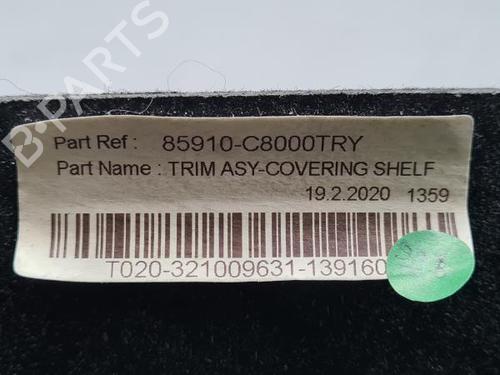 B-PARTS
Part Ref : 85910-C8000TRY
Part Name : TRIM ASY-COVERING SHELF
19.2.2020 1359
T020-321009631-139160